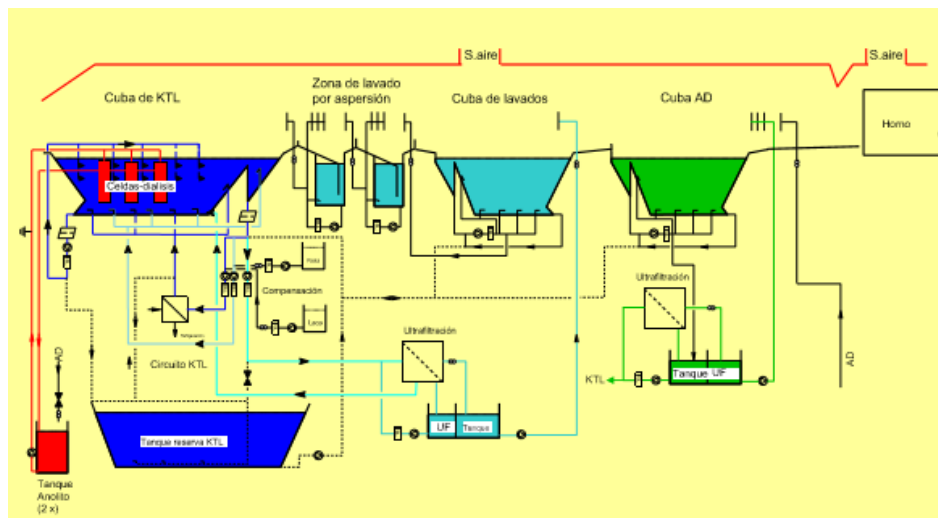 S.aire
S.aire
Zona de lavado
por aspersión
Cuba de KTL
Cuba de lavados
Cuba AD
Horno
Celdas-dialisis
Ultrafiltración
Compensación
Ultrafiltración
Circuito KTL
AD
Tanque UF
KTL
AD
UF
Tanque
Tanque reserva KTL
Tanque
Anolito
(2 x)